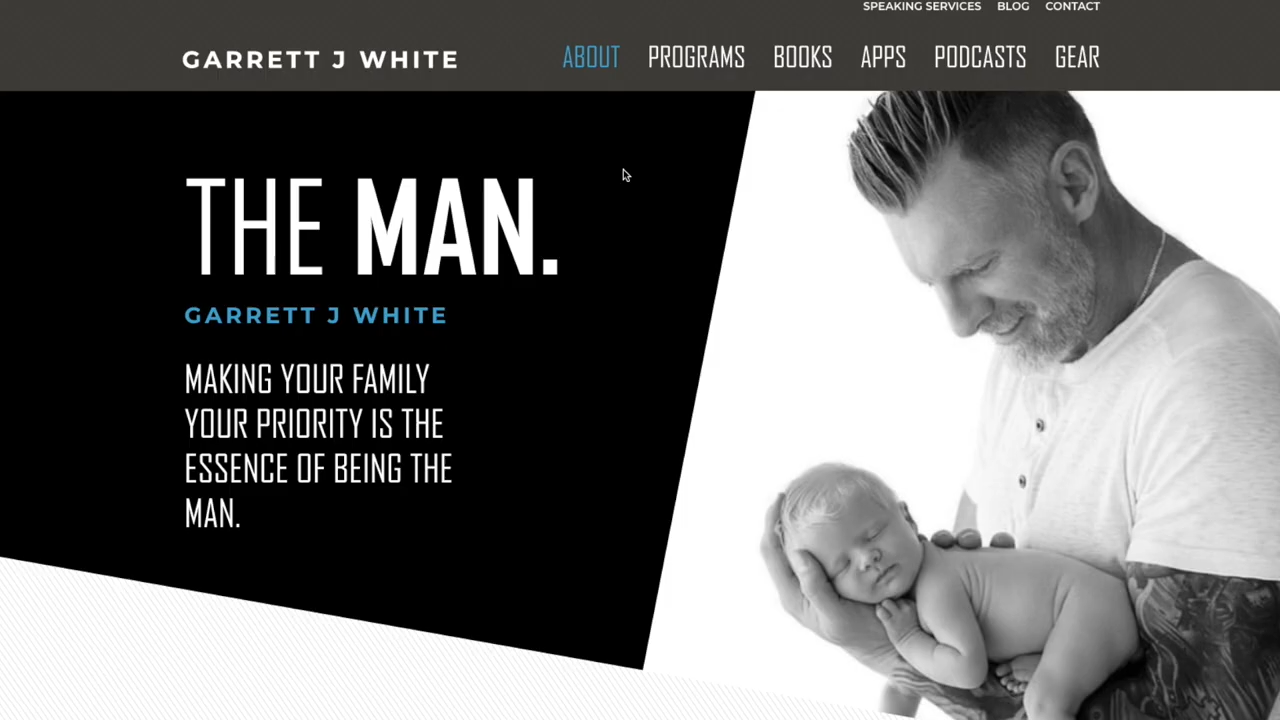 SPEAKING SERVICES BLOG CONTACT
GARRETT J WHITE ABOUT PROGRAMS BOOKS APPS PODCASTS GEAR
THE MAN.
GARRETT J WHITE
MAKING YOUR FAMILY
YOUR PRIORITY IS THE
ESSENCE OF BEING THE
MAN.